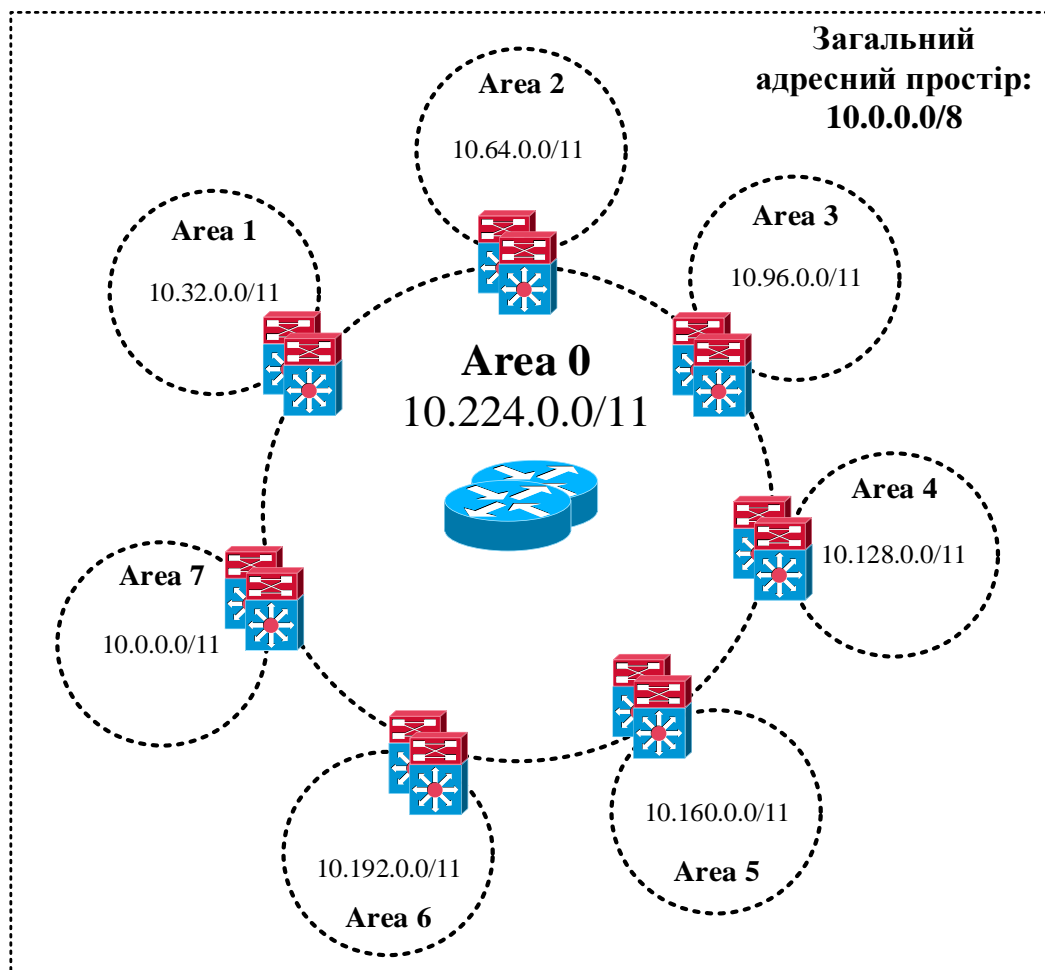 Загальний
адресний простір:
10.0.0.0/8
Area 2
10.64.0.0/11
Area 1
10.32.0.0/11
Area 3
10.96.0.0/11
Area 0
10.224.0.0/11
Area 4
10.128.0.0/11
Area 7
10.0.0.0/11
10.160.0.0/11
Area 5
10.192.0.0/11
Area 6